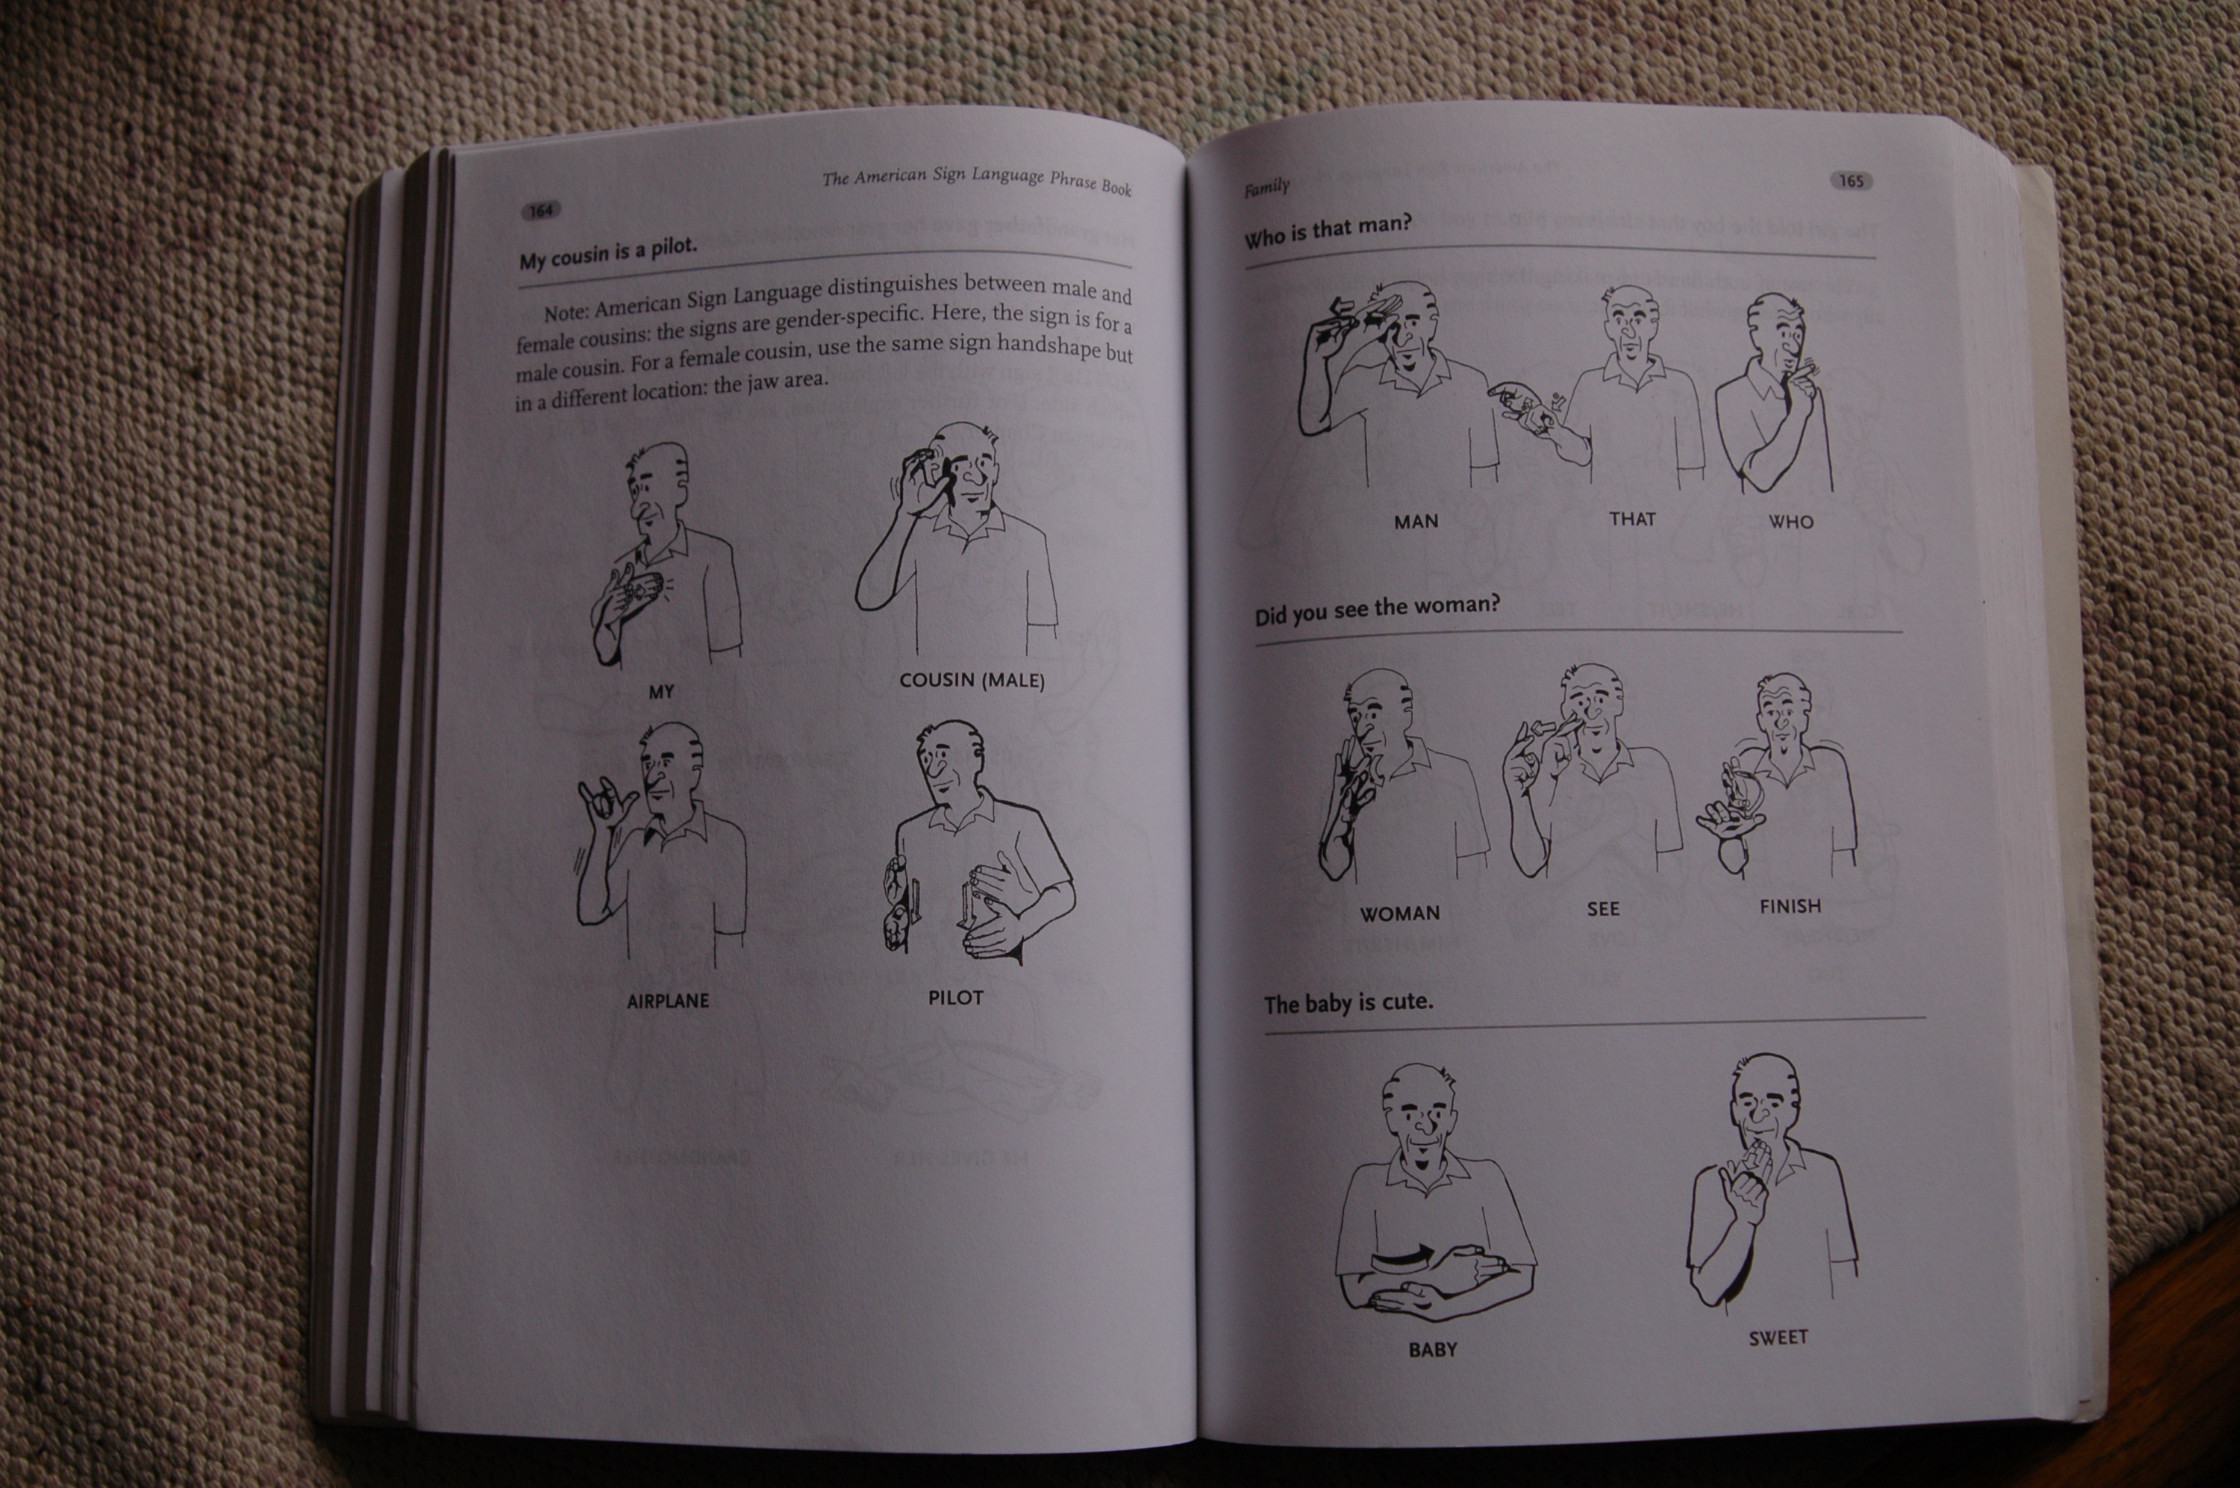 164
The American Sign Language Phrase Book
My cousin is a pilot.
Note: American Sign Language distinguishes between male and
female cousins: the signs are gender-specific. Here, the sign is for a
male cousin. For a female cousin, use the same sign handshape but
in a different location: the jaw area.
MY
COUSIN (MALE)
AIRPLANE
PILOT
Family
165
Who is that man?
MAN
THAT
WHO
Did you see the woman?
WOMAN
SEE
FINISH
The baby is cute.
BABY
SWEET